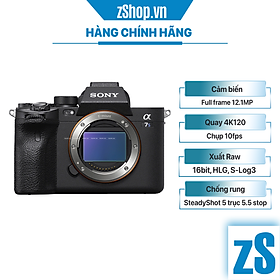 zShop.vn
HÀNG CHÍNH HÃNG
SONY
α
7S
Cảm biến
Full frame 12.1MP
Quay 4K120
Chụp 10fps
Xuất Raw
16bit, HLG, S-Log3
Chống rung
SteadyShot 5 trục 5.5 stop
zS